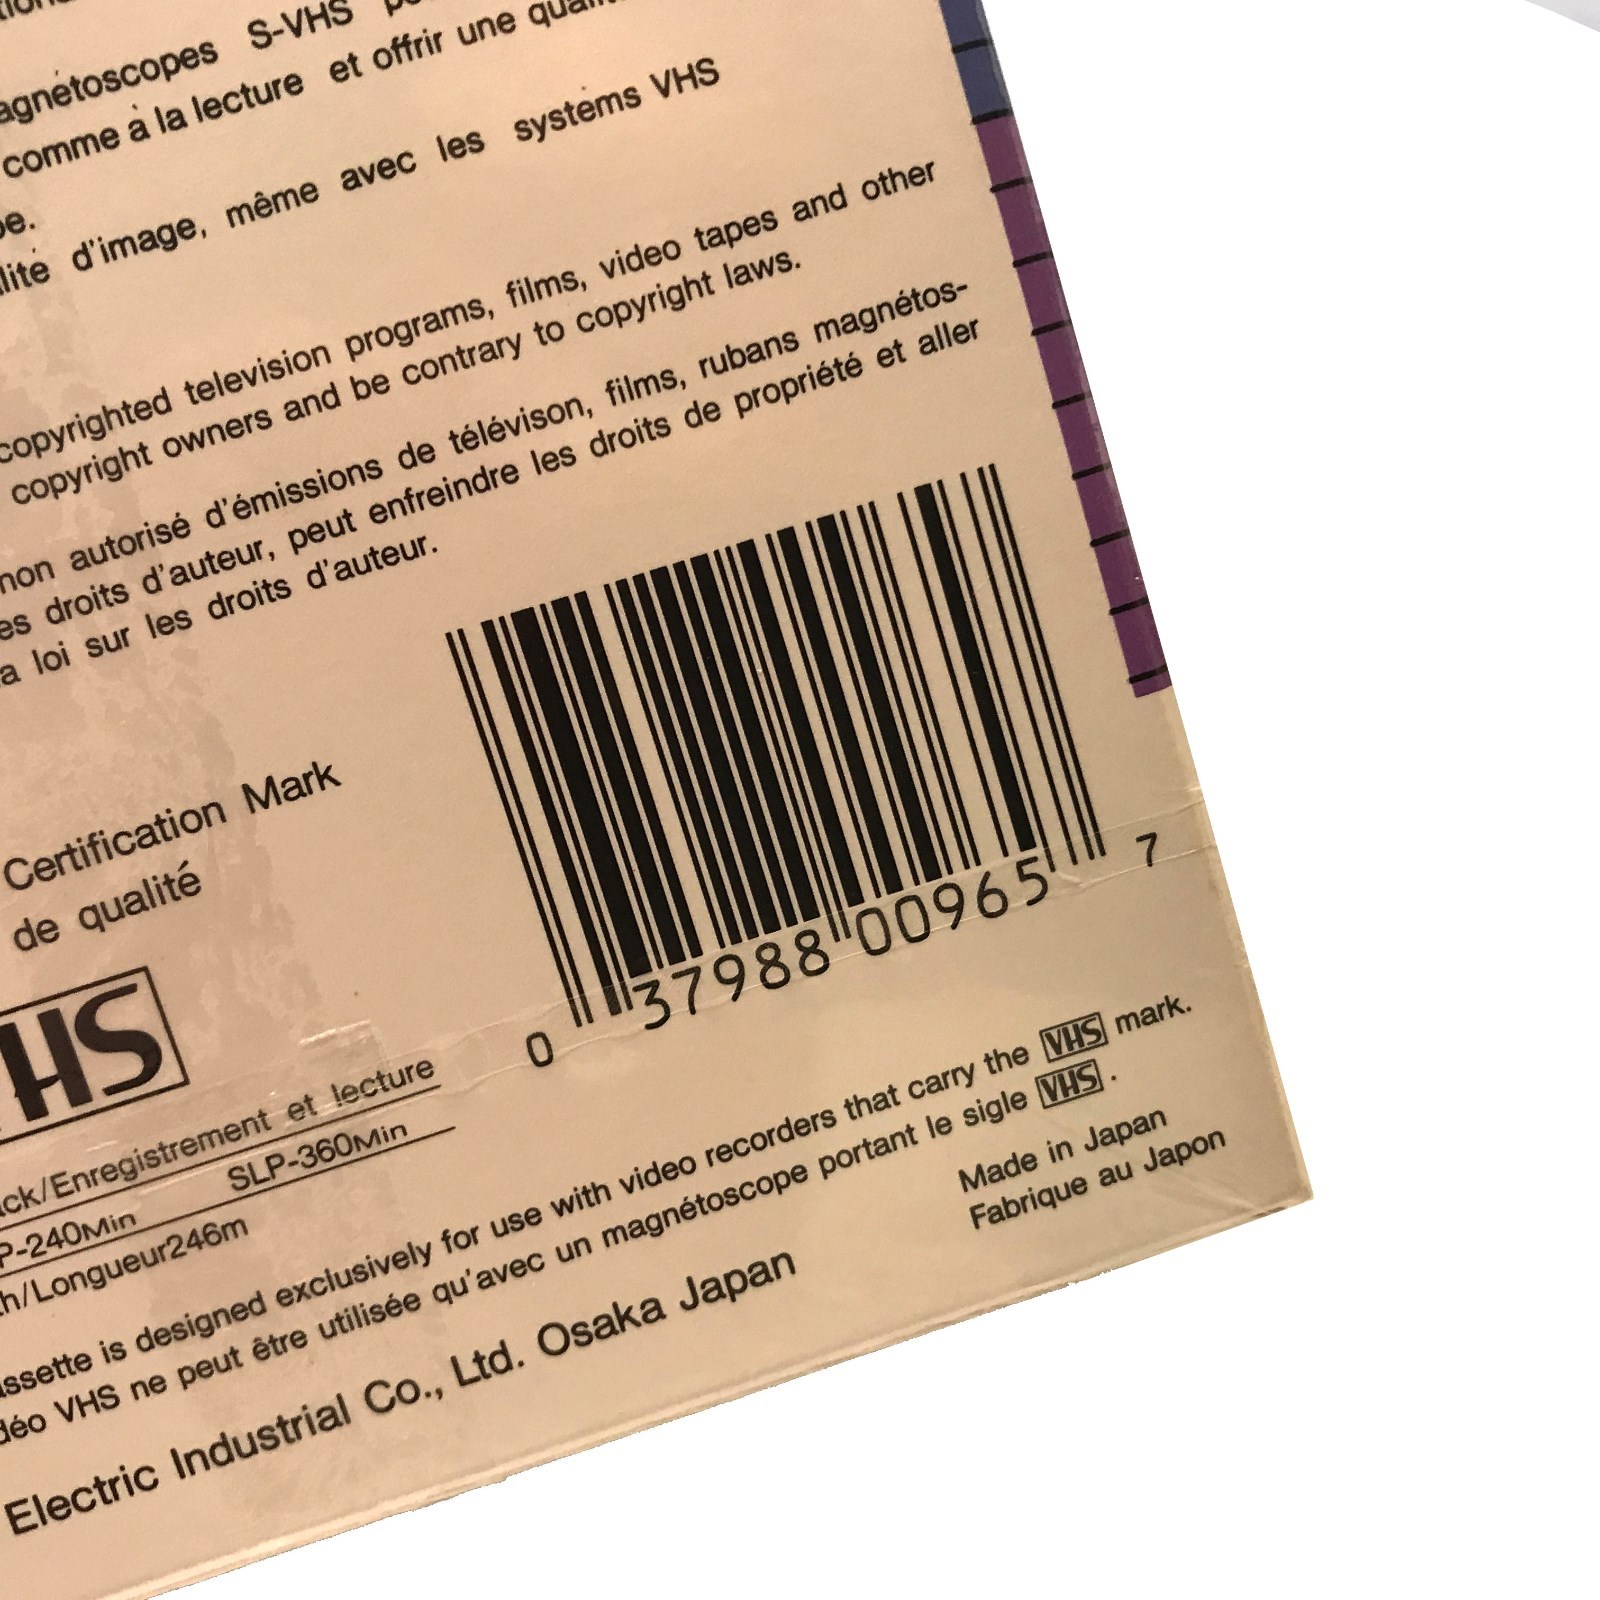 agnétoscopes S-VHS
comme à la lecture et offrir une
d'image, même avec les systèms VHS
copyrighted television programs, films, video tapes and other
copyright owners and be contrary to copyright laws.
non autorisé d'émissions de télévison, films, rubans magnétos-
es droits d'auteur, peut enfreindre les droits de propriété et aller
a loi sur les droits d'auteur.
Certification Mark
de qualité
HS
ck/Enregistrement et lecture
P-240Min SLP-360Min
h/Longueur246m
0 37988 00965 7
ssette is designed exclusively for use with video recorders that carry the VHS mark.
déo VHS ne peut être utilisée qu'avec un magnétoscope portant le sigle VHS.
Made in Japan
Fabrique au Japon
Electric Industrial Co., Ltd. Osaka Japan